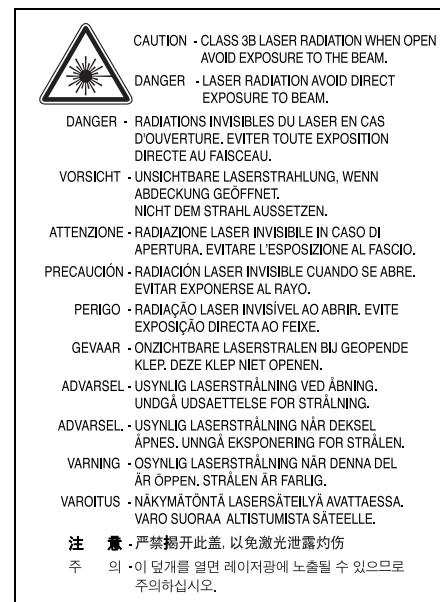 CAUTION - CLASS 3B LASER RADIATION WHEN OPEN
AVOID EXPOSURE TO THE BEAM.
DANGER - LASER RADIATION AVOID DIRECT
EXPOSURE TO BEAM.
DANGER - RADIATIONS INVISIBLES DU LASER EN CAS
D'OUVERTURE. EVITER TOUTE EXPOSITION
DIRECTE AU FAISCEAU.
VORSICHT - UNSICHTBARE LASERSTRAHLUNG, WENN
ABDECKUNG GEÖFFNET.
NICHT DEM STRAHL AUSSETZEN.
ATTENZIONE - RADIAZIONE LASER INVISIBILE IN CASO DI
APERTURA. EVITARE L'ESPOSIZIONE AL FASCIO.
PRECAUCIÓN - RADIACIÓN LASER INVISIBLE CUANDO SE ABRE.
EVITAR EXPONERSE AL RAYO.
PERIGO - RADIAÇÃO LASER INVISÍVEL AO ABRIR. EVITE
EXPOSIÇÃO DIRECTA AO FEIXE.
GEVAAR - ONZICHTBARE LASERSTRALEN BIJ GEOPENDE
KLEP. DEZE KLEP NIET OPENEN.
ADVARSEL - USYNLIG LASERSTRÅLNING VED ÅBNING.
UNDGÅ UDSAETTELSE FOR STRÅLNING.
ADVARSEL. - USYNLIG LASERSTRÅLNING NÅR DEKSEL
ÅPNES. UNNGÅ EKSPONERING FOR STRÅLEN.
VARNING - OSYNLIG LASERSTRÅLNING NÄR DENNA DEL
ÄR ÖPPEN. STRÅLEN ÄR FARLIG.
VAROITUS - NÄKYMÄTÖNTÄ LASERSÄTEILYÄ AVATTAESSA.
VARO SUORAA ALTISTUMISTA SÄTEELLE.
注 意 - 严禁揭开此盖, 以免激光泄露灼伤
주 의 - 이 덮개를 열면 레이저광에 노출될 수 있으므로
주의하십시오.